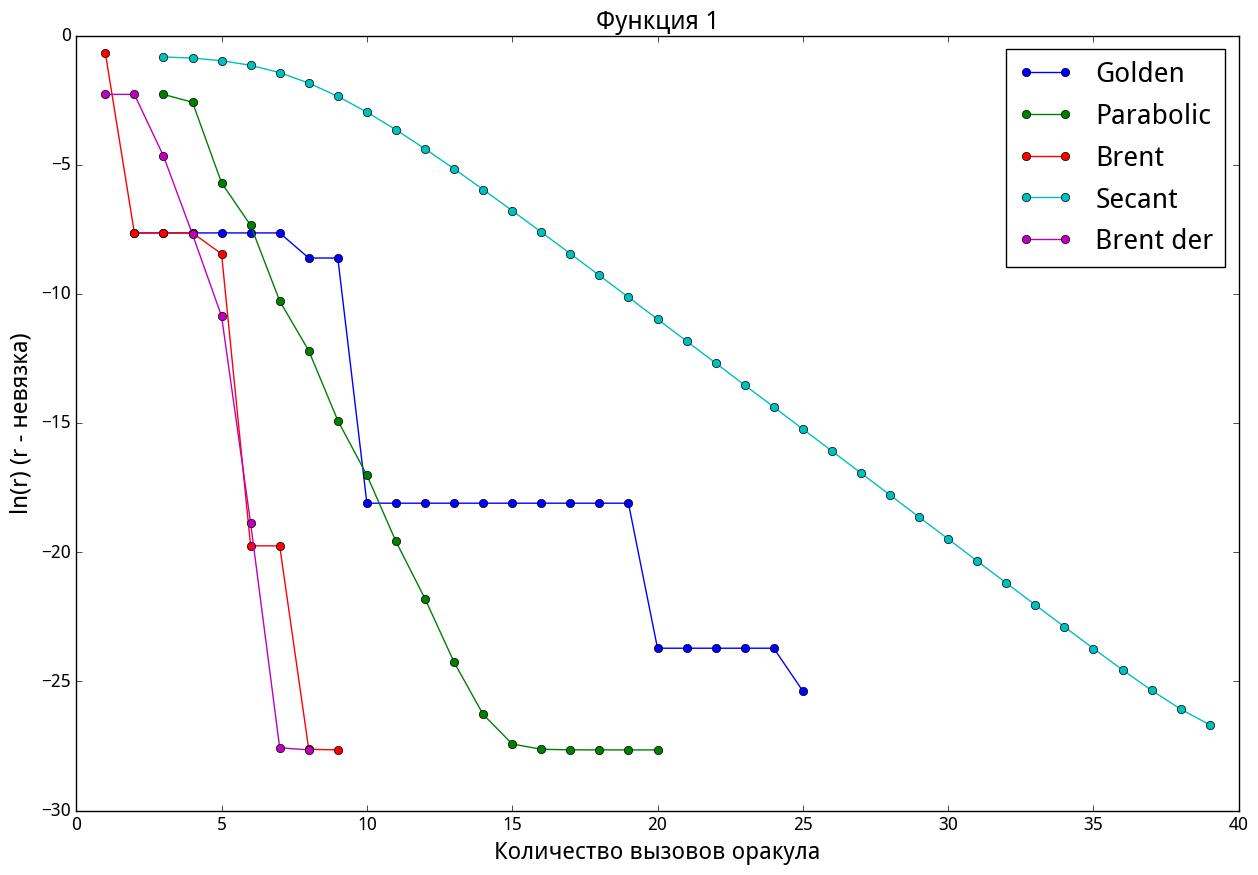 Функция 1
Golden
Parabolic
Brent
Secant
Brent der
ln(r) (r - невязка)
0
−5
−10
−15
−20
−25
−30
0 5 10 15 20 25 30 35 40
Количество вызовов оракула